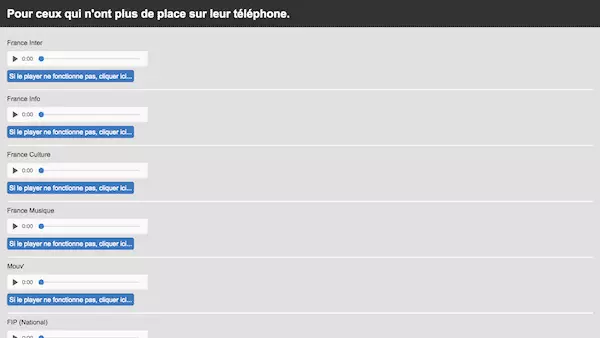 Pour ceux qui n'ont plus de place sur leur téléphone.
France Inter
0:00
Si le player ne fonctionne pas, cliquer ici...
France Info
0:00
Si le player ne fonctionne pas, cliquer ici...
France Culture
0:00
Si le player ne fonctionne pas, cliquer ici...
France Musique
0:00
Si le player ne fonctionne pas, cliquer ici...
Mouv'
0:00
Si le player ne fonctionne pas, cliquer ici...
FIP (National)
0:00